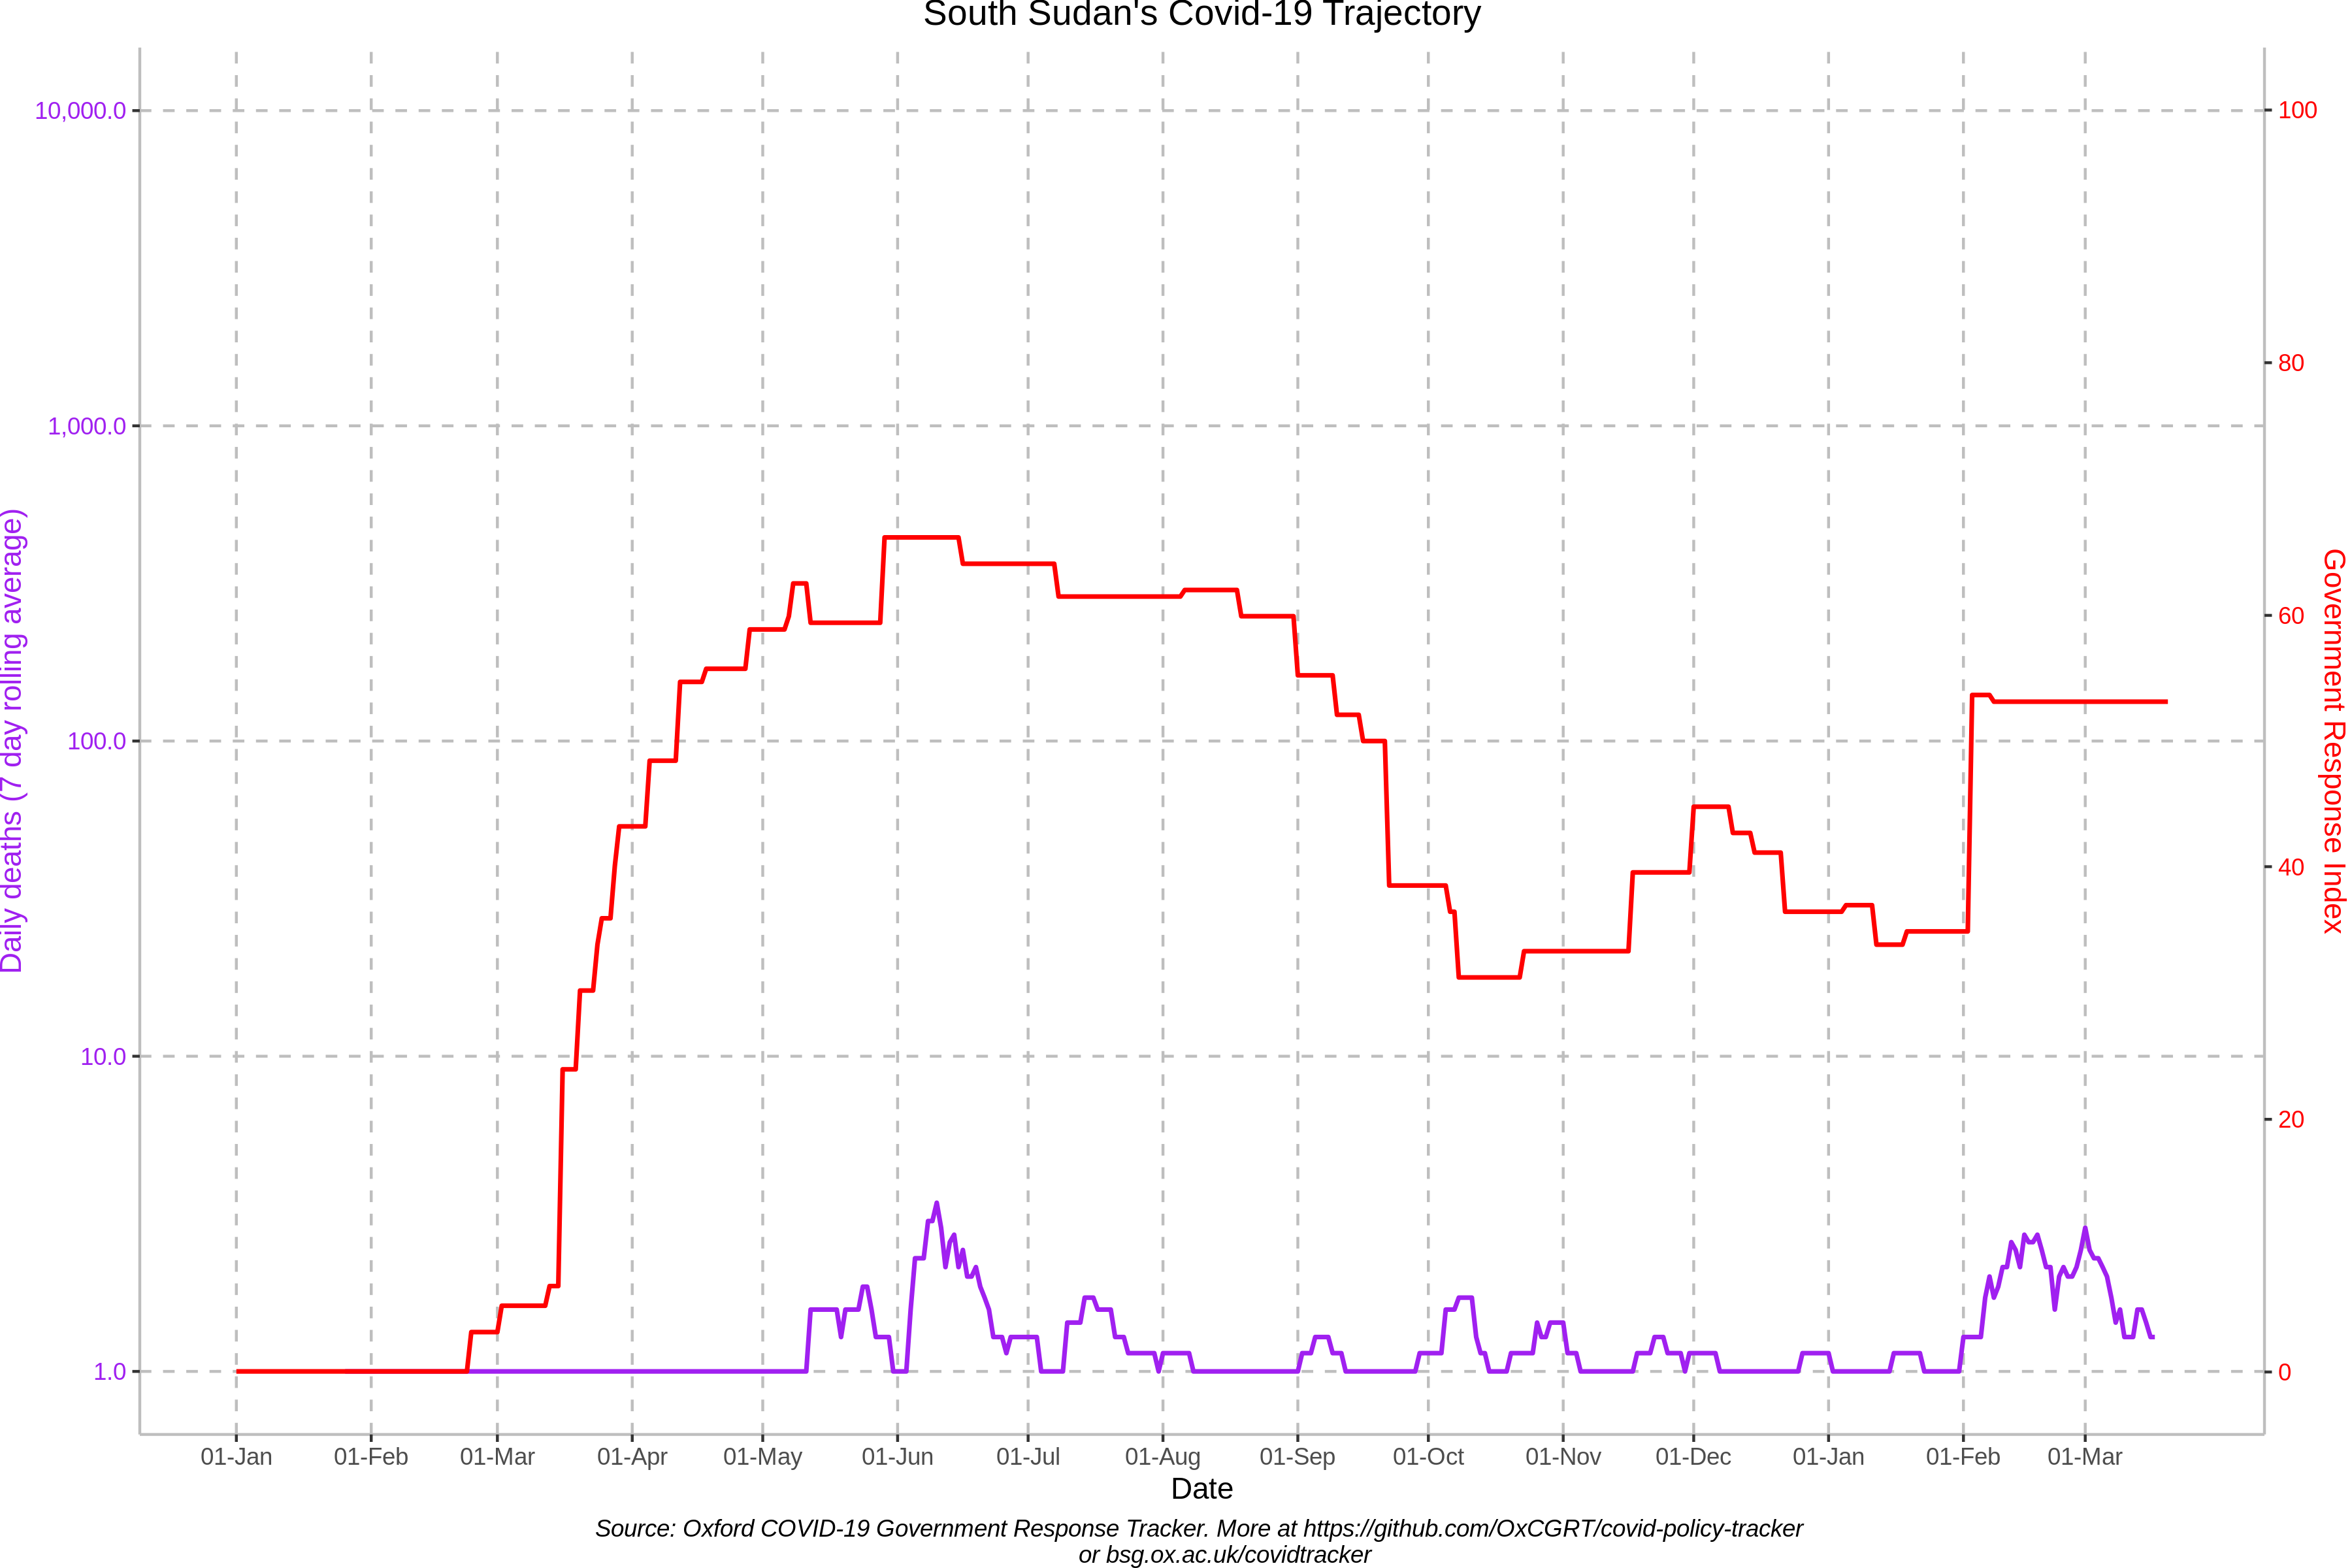 South Sudan's Covid-19 Trajectory
10,000.0
1,000.0
100.0
10.0
1.0
Daily deaths (7 day rolling average)
100
80
60
40
20
0
Government Response Index
01-Jan 01-Feb 01-Mar 01-Apr 01-May 01-Jun 01-Jul 01-Aug 01-Sep 01-Oct 01-Nov 01-Dec 01-Jan 01-Feb 01-Mar
Date
Source: Oxford COVID-19 Government Response Tracker. More at https://github.com/OxCGRT/covid-policy-tracker
or bsg.ox.ac.uk/covidtracker